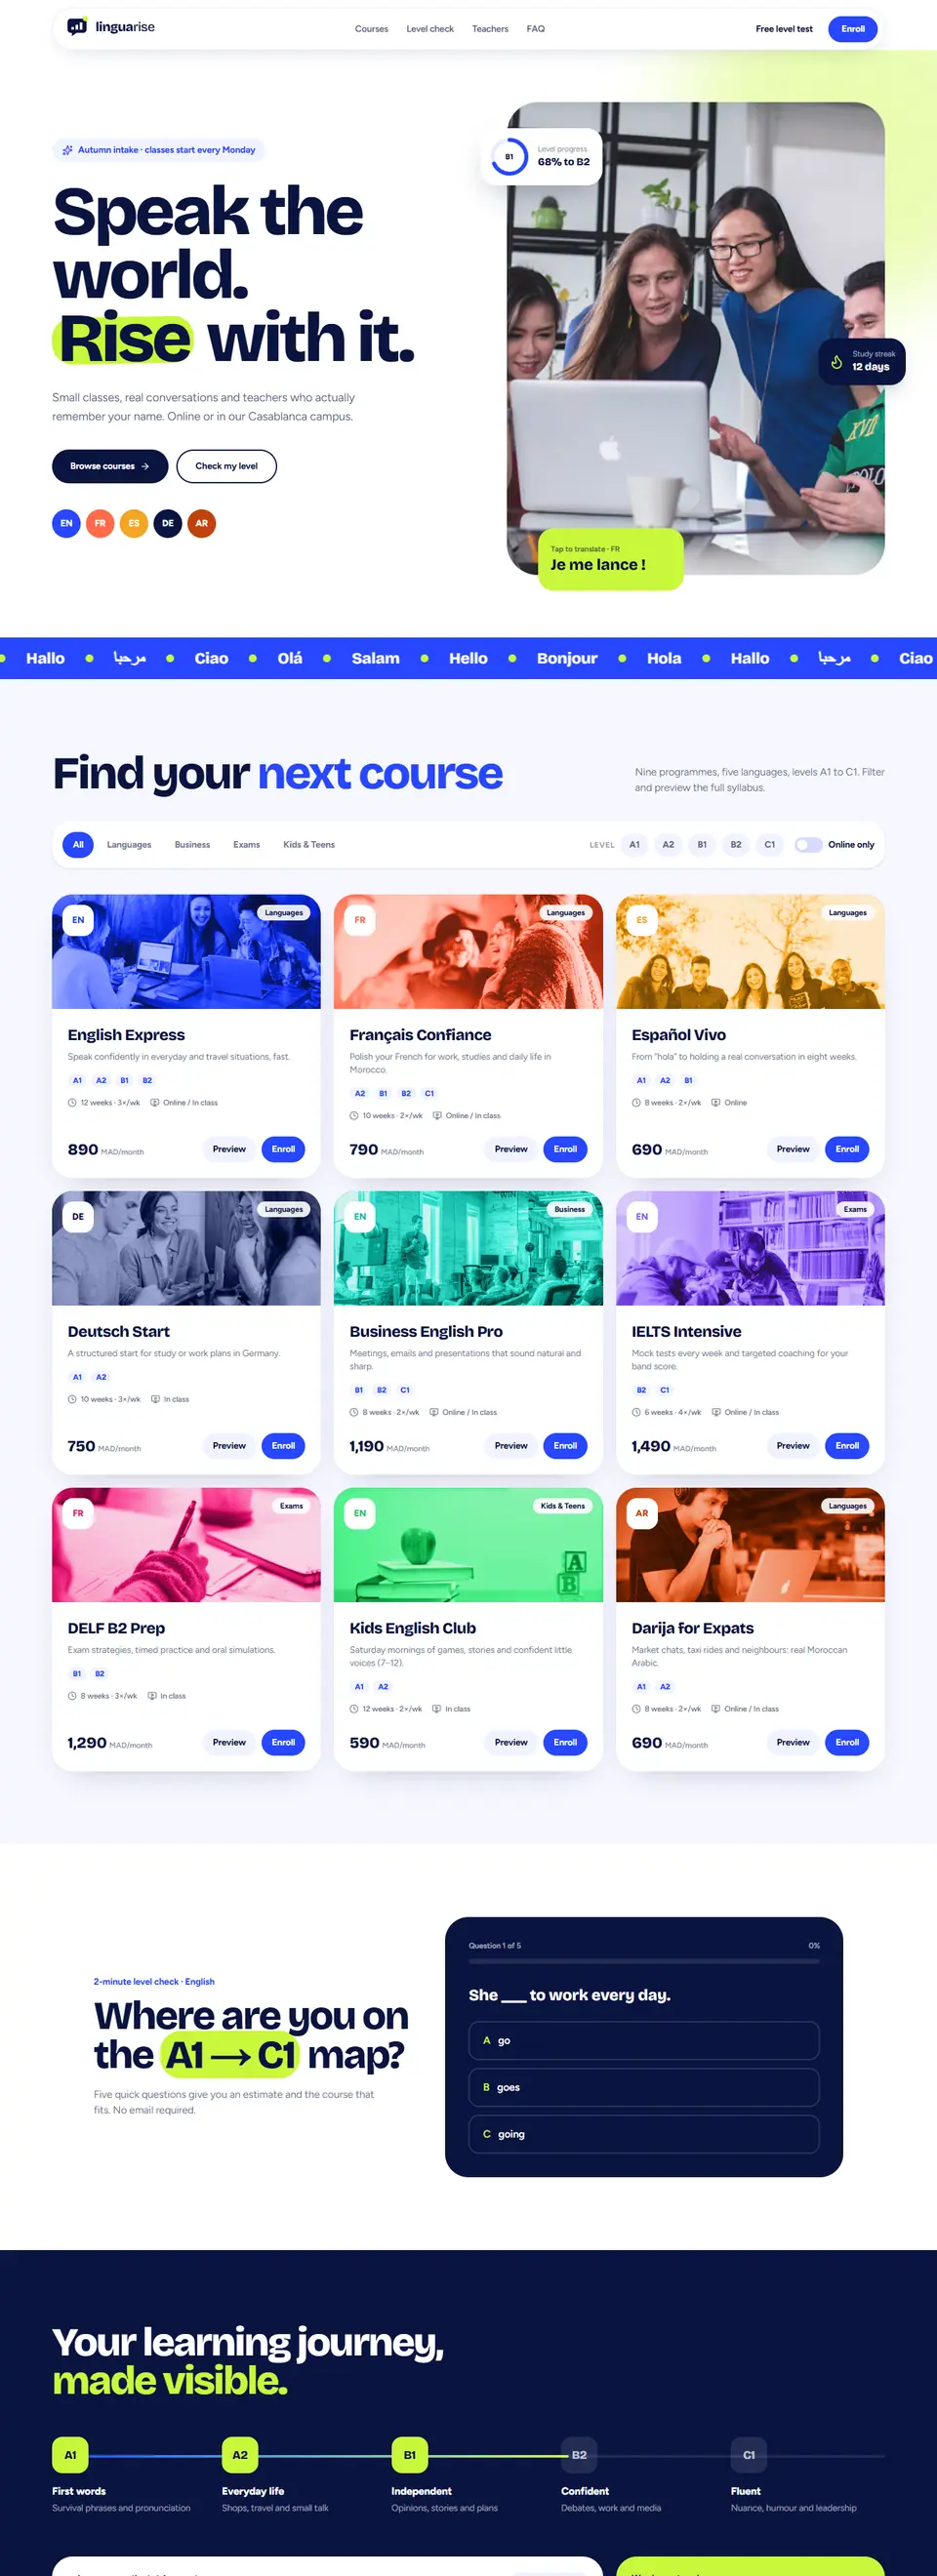 linguarise
Courses Level check Teachers FAQ
Free level test Enroll
Autumn intake · classes start every Monday
Speak the
world.
Rise with it.
Small classes, real conversations and teachers who actually
remember your name. Online or in our Casablanca campus.
Browse courses → Check my level
EN FR ES DE AR
B1
Level progress
68% to B2
Study streak
12 days
XVII
Tap to translate · FR
Je me lance !
Hallo مرحبا Ciao Olá Salam Hello Bonjour Hola Hallo مرحبا Ciao
Find your next course
Nine programmes, five languages, levels A1 to C1. Filter
and preview the full syllabus.
All Languages Business Exams Kids & Teens
LEVEL A1 A2 B1 B2 C1 Online only
EN Languages
English Express
Speak confidently in everyday and travel situations, fast.
A1 A2 B1 B2
12 weeks · 3×/wk Online / In class
890 MAD/month Preview Enroll
FR Languages
Français Confiance
Polish your French for work, studies and daily life in
Morocco.
A2 B1 B2 C1
10 weeks · 2×/wk Online / In class
790 MAD/month Preview Enroll
ES Languages
Español Vivo
From “hola” to holding a real conversation in eight weeks.
A1 A2 B1
8 weeks · 2×/wk Online
690 MAD/month Preview Enroll
DE Languages
Deutsch Start
A structured start for study or work plans in Germany.
A1 A2
10 weeks · 3×/wk In class
750 MAD/month Preview Enroll
EN Business
Business English Pro
Meetings, emails and presentations that sound natural and
sharp.
B1 B2 C1
8 weeks · 2×/wk Online / In class
1,190 MAD/month Preview Enroll
EN Exams
IELTS Intensive
Mock tests every week and targeted coaching for your
band score.
B2 C1
6 weeks · 4×/wk Online / In class
1,490 MAD/month Preview Enroll
FR Exams
DELF B2 Prep
Exam strategies, timed practice and oral simulations.
B1 B2
8 weeks · 3×/wk In class
1,290 MAD/month Preview Enroll
EN Kids & Teens
A
B
Kids English Club
Saturday mornings of games, stories and confident little
voices (7–12).
A1 A2
12 weeks · 2×/wk In class
590 MAD/month Preview Enroll
AR Languages
Darija for Expats
Market chats, taxi rides and neighbours: real Moroccan
Arabic.
A1 A2
8 weeks · 2×/wk Online / In class
690 MAD/month Preview Enroll
2-minute level check · English
Where are you on
the A1 → C1 map?
Five quick questions give you an estimate and the course that
fits. No email required.
Question 1 of 5 0%
She ___ to work every day.
A go
B goes
C going
Your learning journey,
made visible.
A1 A2 B1 B2 C1
First words Everyday life Independent Confident Fluent
Survival phrases and pronunciation Shops, travel and small talk Opinions, stories and plans Debates, work and media Nuance, humour and leadership